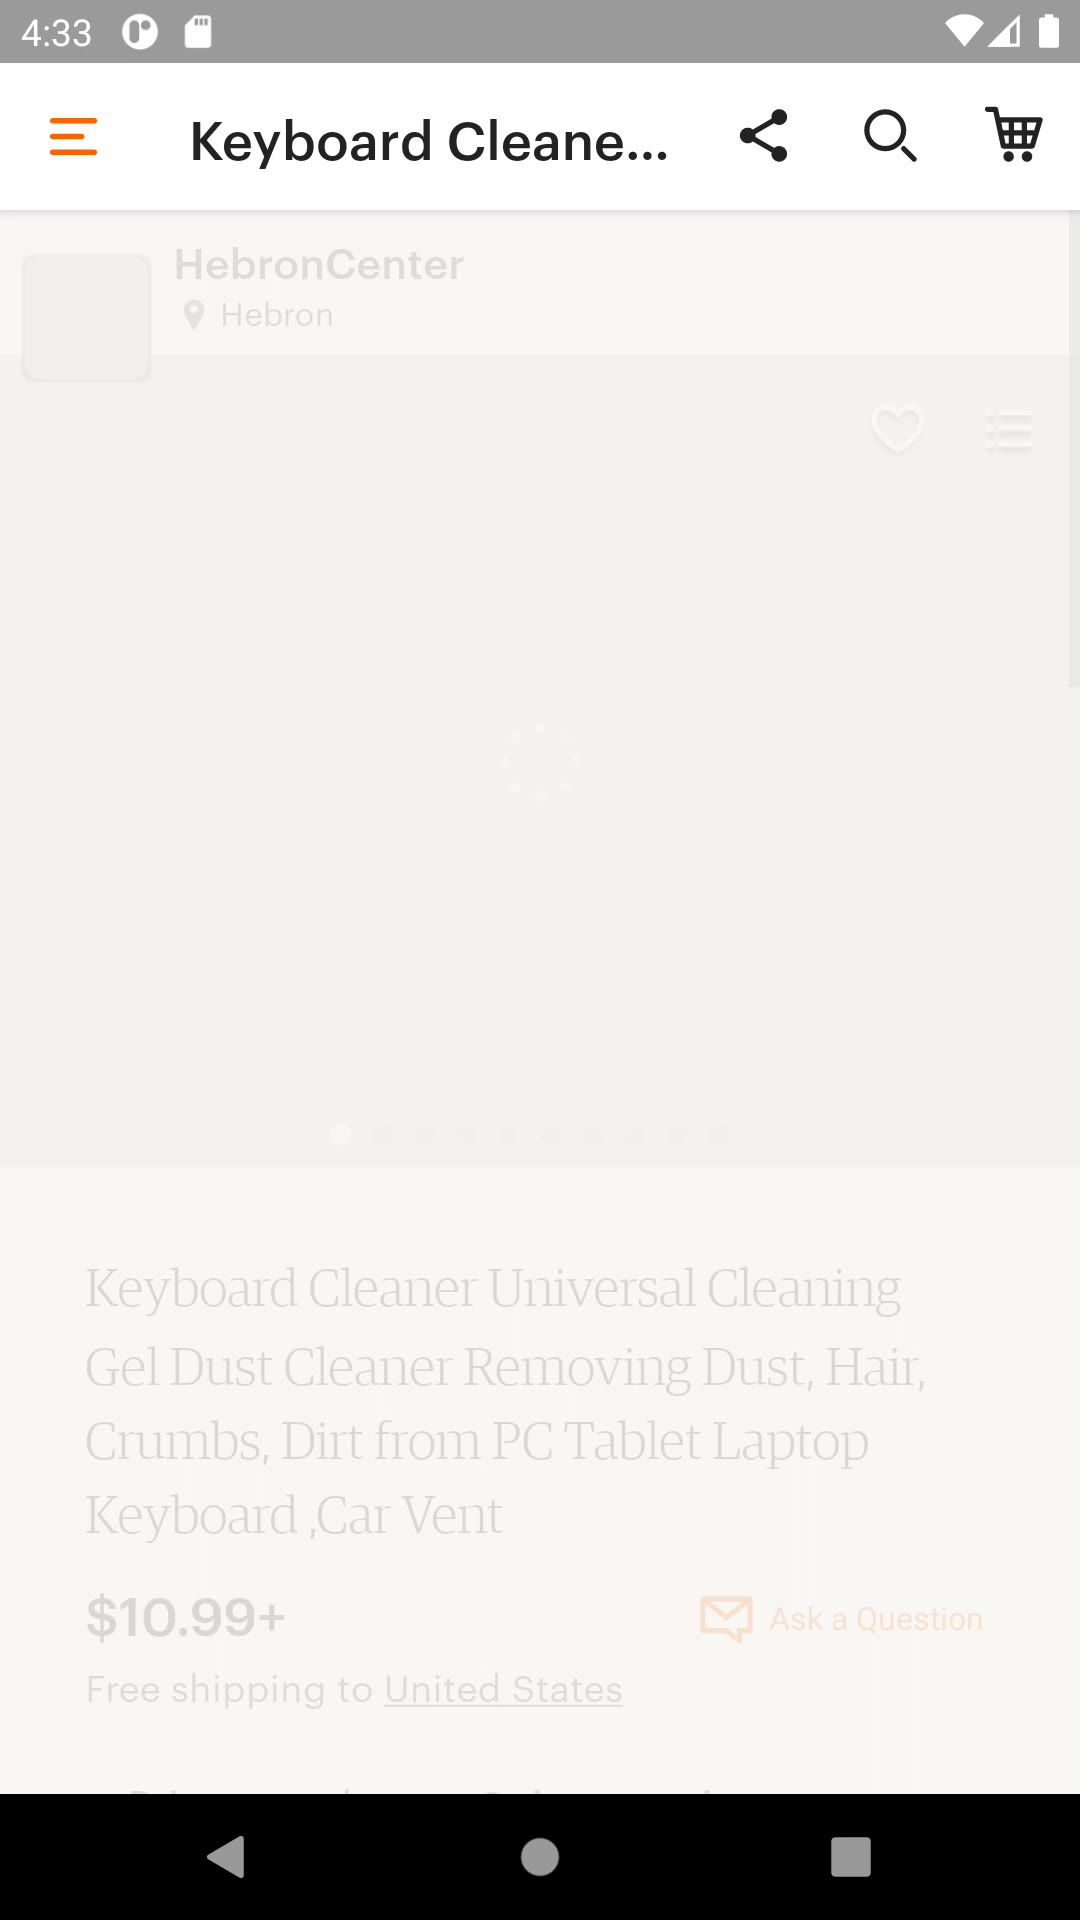 4:33
Keyboard Cleane...
HebronCenter
Hebron
Keyboard Cleaner Universal Cleaning
Gel Dust Cleaner Removing Dust, Hair,
Crumbs, Dirt from PC Tablet Laptop
Keyboard ,Car Vent
$10.99+
Ask a Question
Free shipping to United States